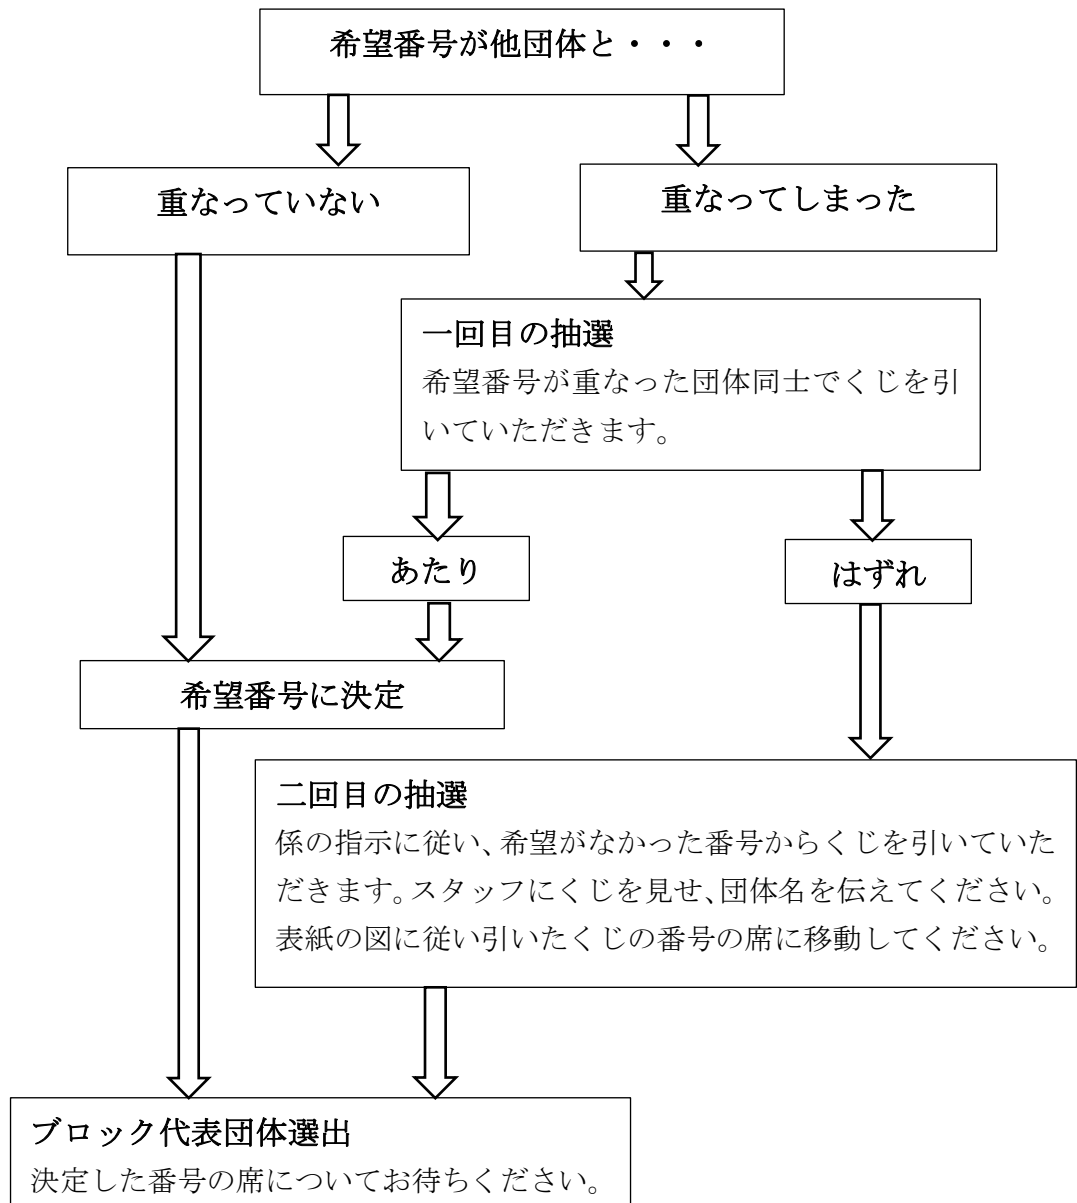 希望番号が他団体と・・・
重なっていない
重なってしまった
一回目の抽選
希望番号が重なった団体同士でくじを引
いていただきます。
あたり
はずれ
希望番号に決定
二回目の抽選
係の指示に従い、希望がなかった番号からくじを引いていた
だきます。スタッフにくじを見せ、団体名を伝えてください。
表紙の図に従い引いたくじの番号の席に移動してください。
ブロック代表団体選出
決定した番号の席についてお待ちください。